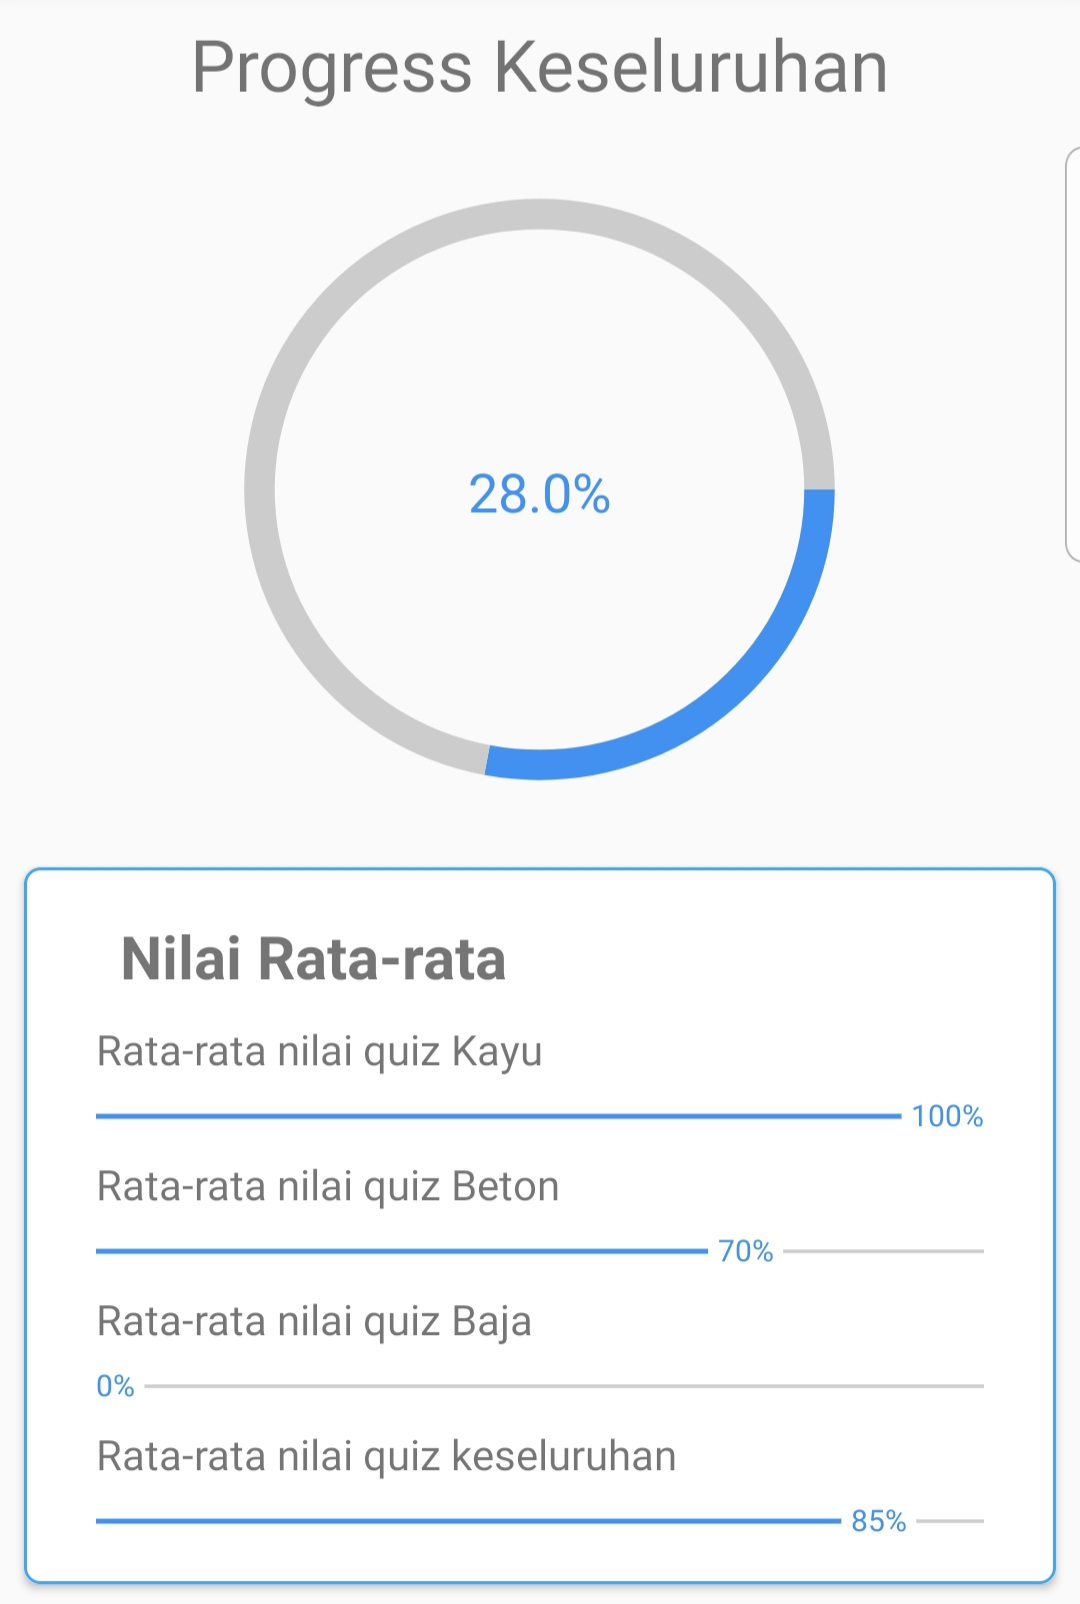 Progress Keseluruhan
28.0%
Nilai Rata-rata
Rata-rata nilai quiz Kayu
100%
Rata-rata nilai quiz Beton
70%
Rata-rata nilai quiz Baja
0%
Rata-rata nilai quiz keseluruhan
85%